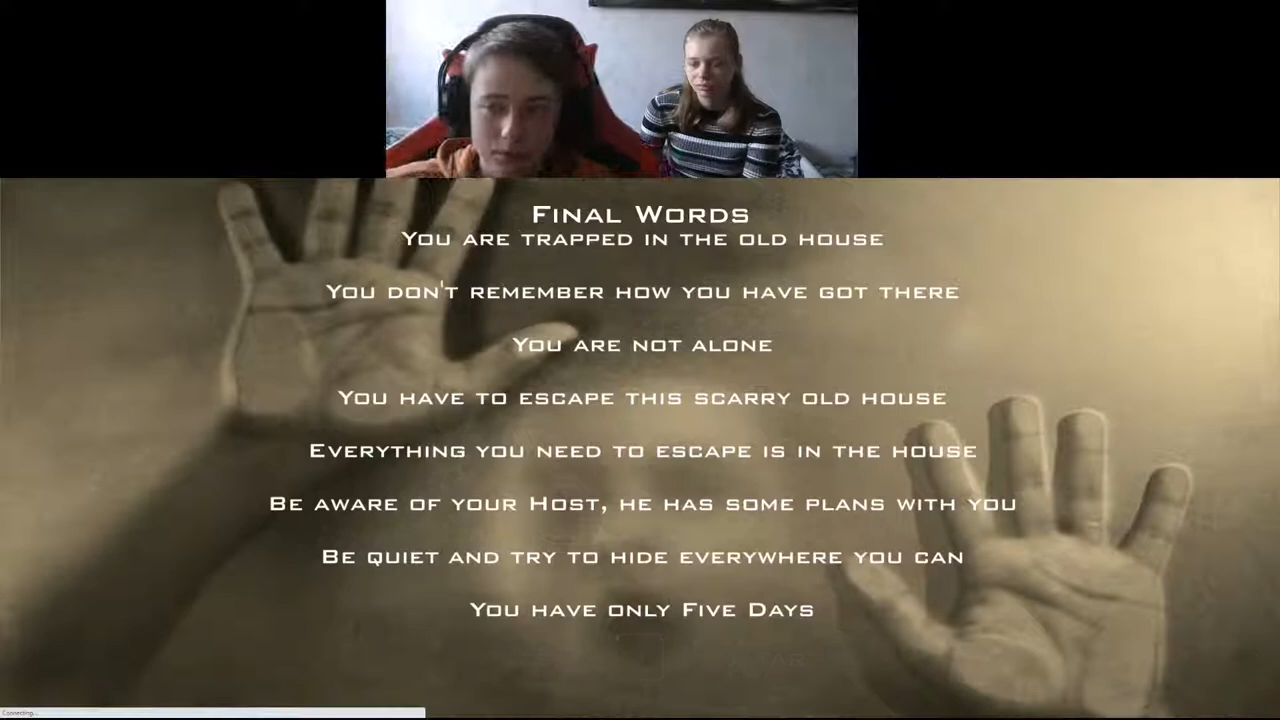 Final Words
You are trapped in the old house
You don't remember how you have got there
You are not alone
You have to escape this scarry old house
Everything you need to escape is in the house
Be aware of your Host, he has some plans with you
Be quiet and try to hide everywhere you can
You have only Five Days
Connecting...